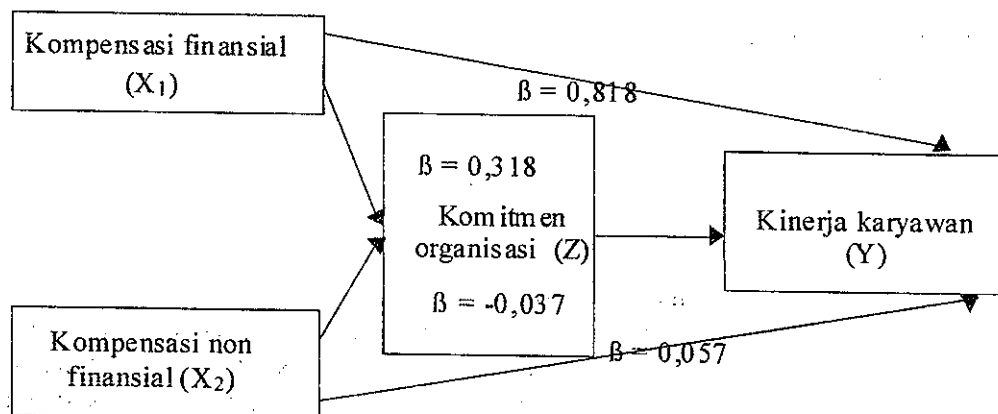 Kompensasi finansial
(X₁)
ß = 0,818
ß = 0,318
Komitmen
organisasi (Z)
ß = -0,037
Kinerja karyawan
(Y)
Kompensasi non
finansial (X₂)
ß = 0,057